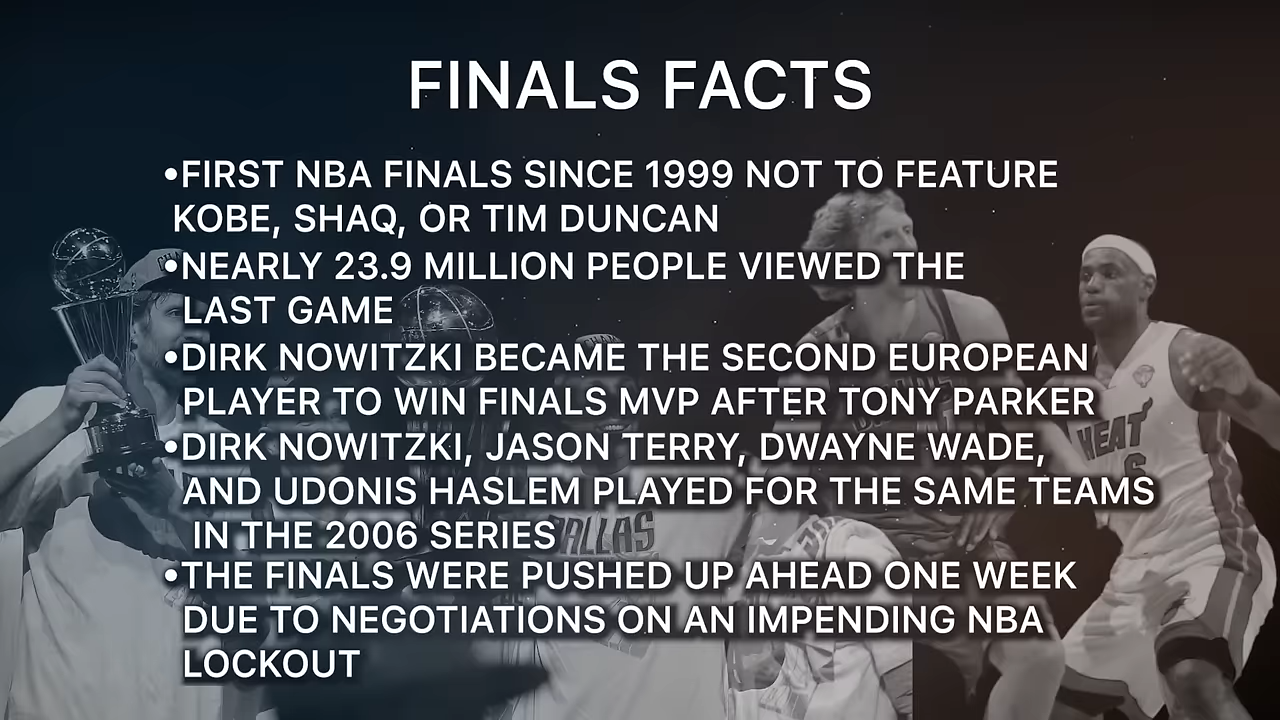 FINALS FACTS
•FIRST NBA FINALS SINCE 1999 NOT TO FEATURE
KOBE, SHAQ, OR TIM DUNCAN
•NEARLY 23.9 MILLION PEOPLE VIEWED THE
LAST GAME
•DIRK NOWITZKI BECAME THE SECOND EUROPEAN
PLAYER TO WIN FINALS MVP AFTER TONY PARKER
•DIRK NOWITZKI, JASON TERRY, DWAYNE WADE,
AND UDONIS HASLEM PLAYED FOR THE SAME TEAMS
IN THE 2006 SERIES
•THE FINALS WERE PUSHED UP AHEAD ONE WEEK
DUE TO NEGOTIATIONS ON AN IMPENDING NBA
LOCKOUT
HEAT
6
DALLAS